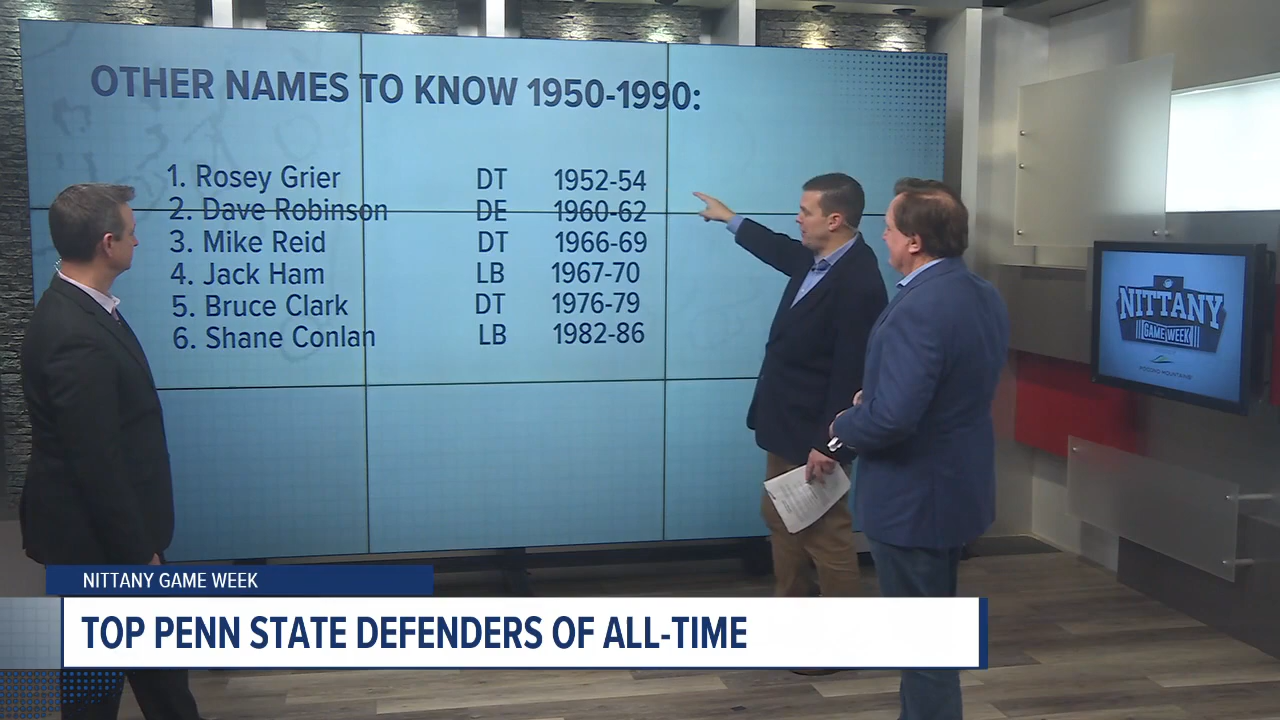 OTHER NAMES TO KNOW 1950-1990:
1. Rosey Grier DT 1952-54
2. Dave Robinson DE 1960-62
3. Mike Reid DT 1966-69
4. Jack Ham LB 1967-70
5. Bruce Clark DT 1976-79
6. Shane Conlan LB 1982-86
NITTANY
GAME WEEK
POCONO MOUNTAINS
NITTANY GAME WEEK
TOP PENN STATE DEFENDERS OF ALL-TIME